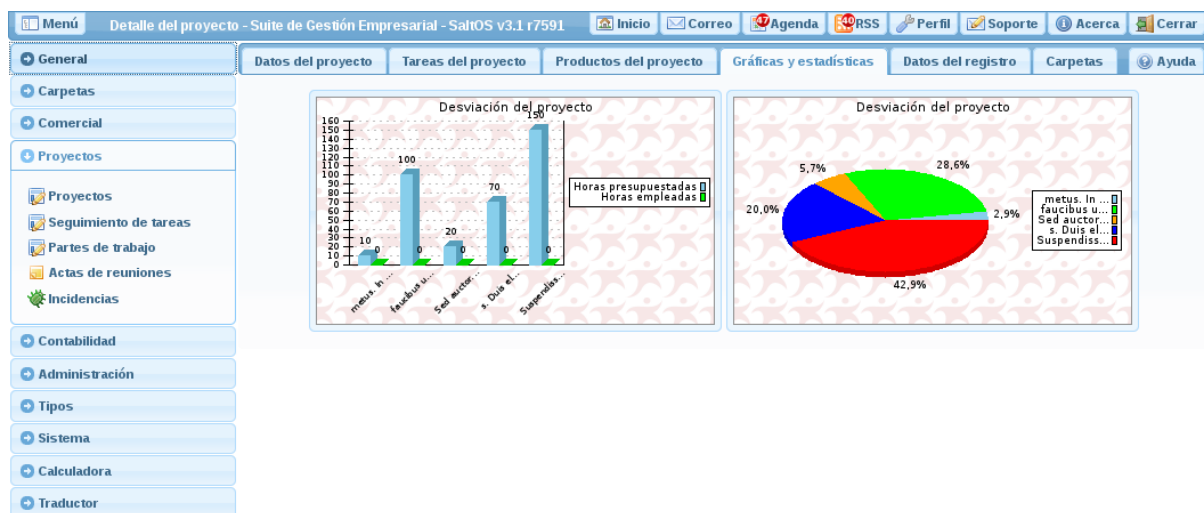 Menú
Detalle del proyecto - Suite de Gestión Empresarial - SaltOS v3.1 r7591
Inicio
Correo
47
Agenda
40
RSS
Perfil
Soporte
Acerca
Cerrar
General
Carpetas
Comercial
Proyectos
Proyectos
Seguimiento de tareas
Partes de trabajo
Actas de reuniones
Incidencias
Contabilidad
Administración
Tipos
Sistema
Calculadora
Traductor
Datos del proyecto
Tareas del proyecto
Productos del proyecto
Gráficas y estadísticas
Datos del registro
Carpetas
Ayuda
Desviación del proyecto
160
150
140
130
120
110
100
90
80
70
60
50
40
30
20
10
0
10
0
100
0
20
0
70
0
150
0
metus. In ...
faucibus u...
Sed auctor...
s. Duis el...
Suspendiss...
Horas presupuestadas
Horas empleadas
Desviación del proyecto
5,7%
28,6%
20,0%
2,9%
42,9%
metus. In ...
faucibus u...
Sed auctor...
s. Duis el...
Suspendiss...